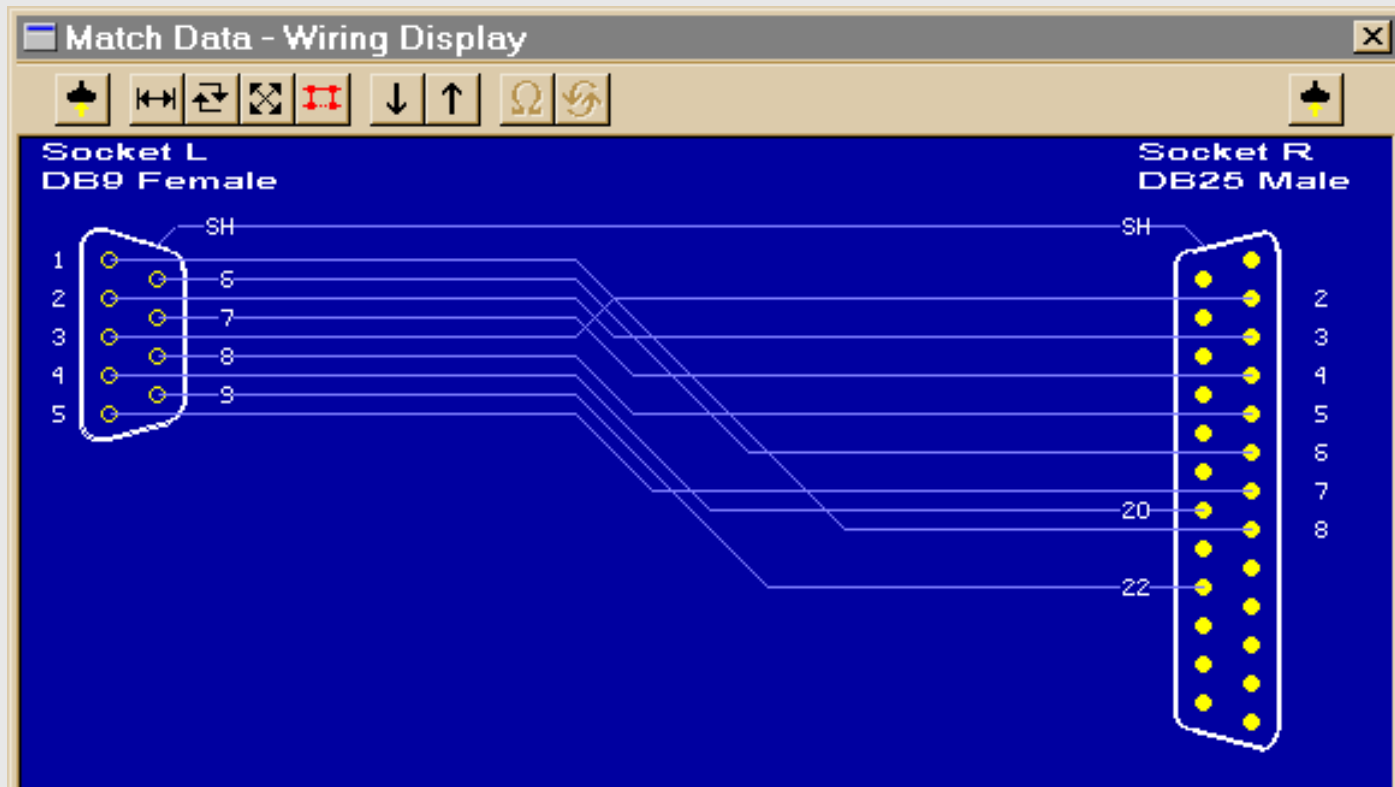 Match Data - Wiring Display
Ω
Socket L
DB9 Female
Socket R
DB25 Male
SH
SH
1
6
2
2
7
3
3
8
4
4
9
5
5
6
7
20
8
22